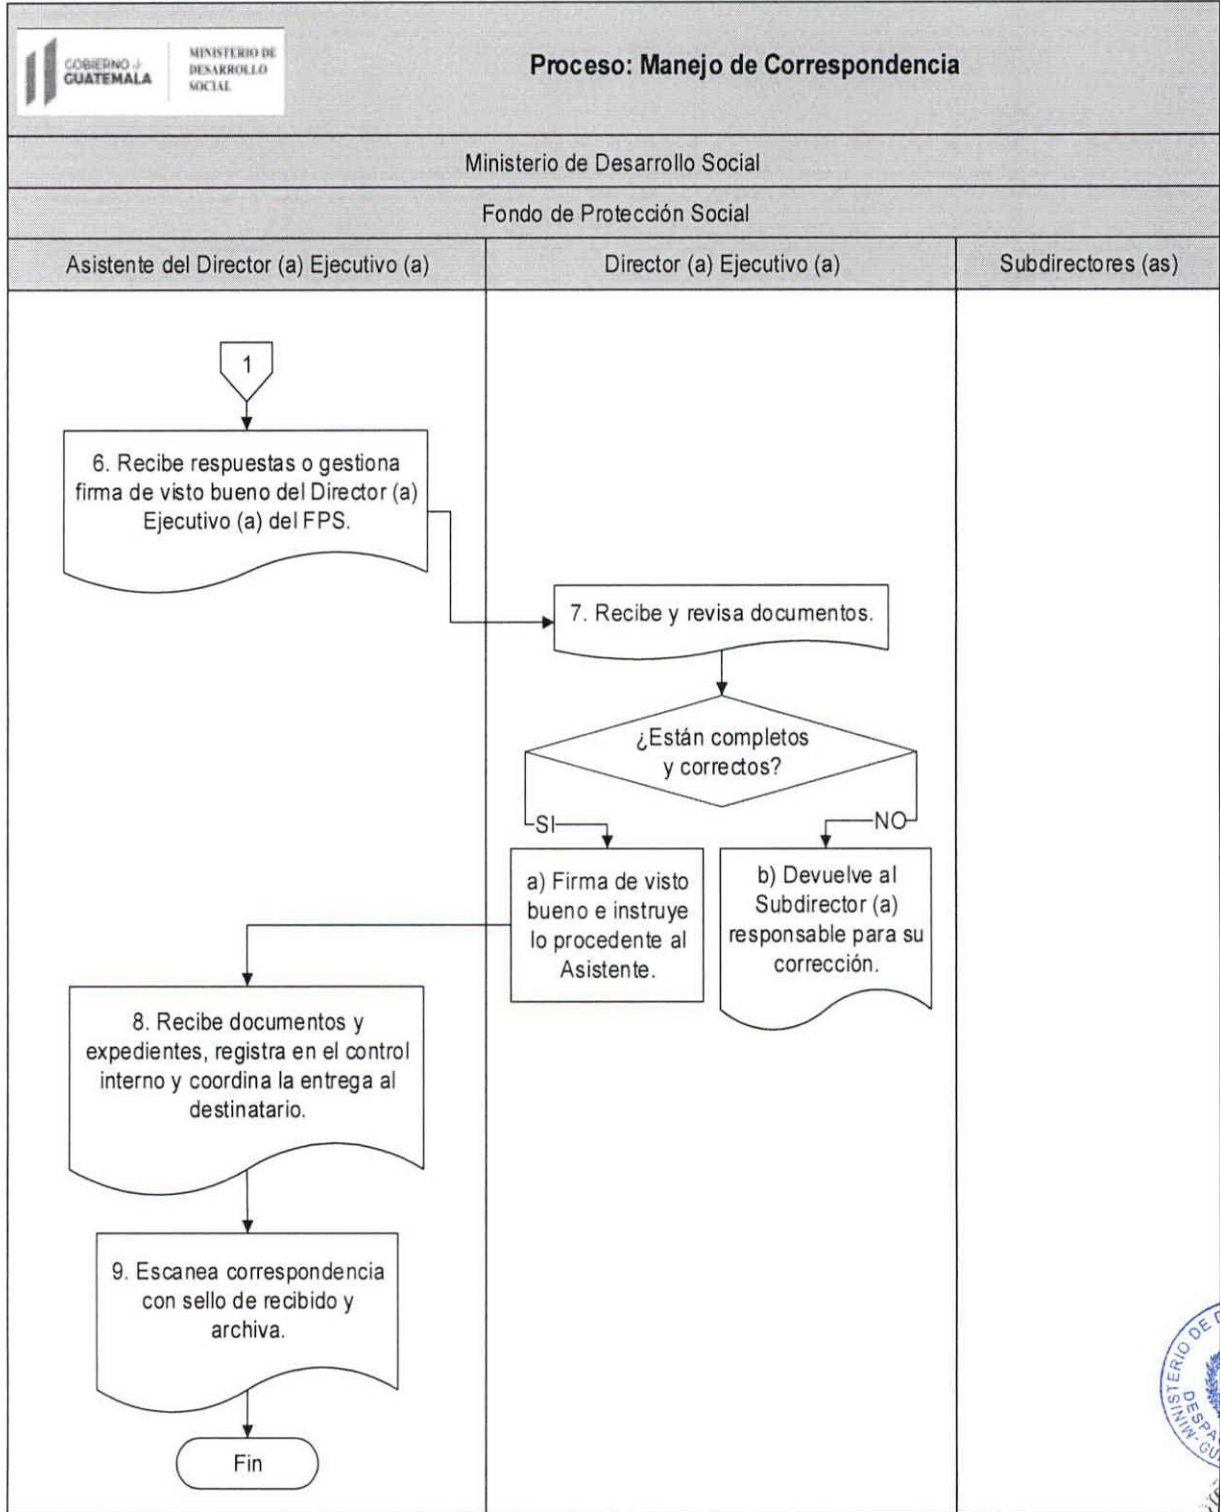 GOBIERNO de
GUATEMALA
MINISTERIO DE
DESARROLLO
SOCIAL
Proceso: Manejo de Correspondencia
Ministerio de Desarrollo Social
Fondo de Protección Social
Asistente del Director (a) Ejecutivo (a)
Director (a) Ejecutivo (a)
Subdirectores (as)
1
6. Recibe respuestas o gestiona
firma de visto bueno del Director (a)
Ejecutivo (a) del FPS.
7. Recibe y revisa documentos.
¿Están completos
y correctos?
SI
NO
a) Firma de visto
bueno e instruye
lo procedente al
Asistente.
b) Devuelve al
Subdirector (a)
responsable para su
corrección.
8. Recibe documentos y
expedientes, registra en el control
interno y coordina la entrega al
destinatario.
9. Escanea correspondencia
con sello de recibido y
archiva.
Fin
MINISTERIO DE